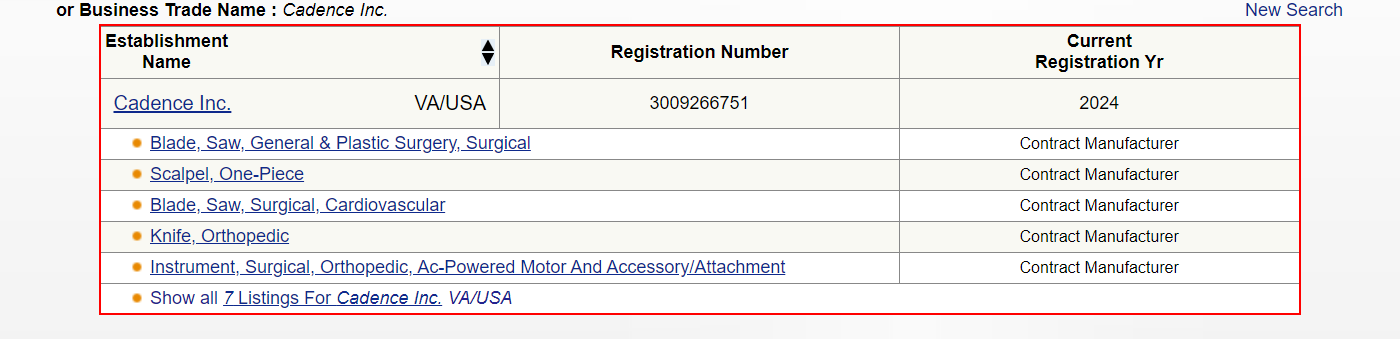 or Business Trade Name : Cadence Inc.
New Search
Establishment
Name
Registration Number
Current
Registration Yr
Cadence Inc. VA/USA 3009266751 2024
Blade, Saw, General & Plastic Surgery, Surgical Contract Manufacturer
Scalpel, One-Piece Contract Manufacturer
Blade, Saw, Surgical, Cardiovascular Contract Manufacturer
Knife, Orthopedic Contract Manufacturer
Instrument, Surgical, Orthopedic, Ac-Powered Motor And Accessory/Attachment Contract Manufacturer
Show all 7 Listings For Cadence Inc. VA/USA